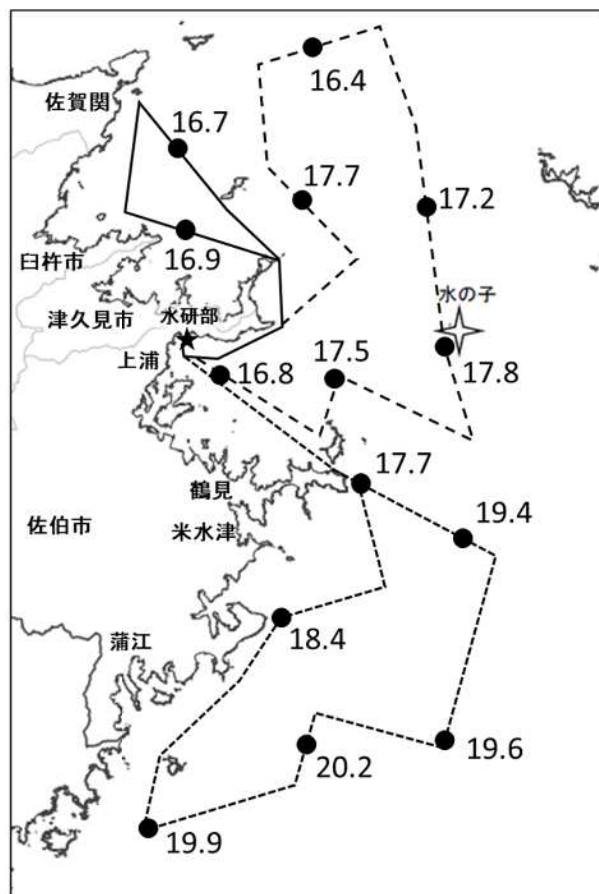 16.4
佐賀関
16.7
17.7
17.2
16.9
臼杵市
水の子
津久見市
水研部
上浦
17.5
17.8
16.8
17.7
鶴見
19.4
佐伯市
米水津
18.4
蒲江
19.6
20.2
19.9